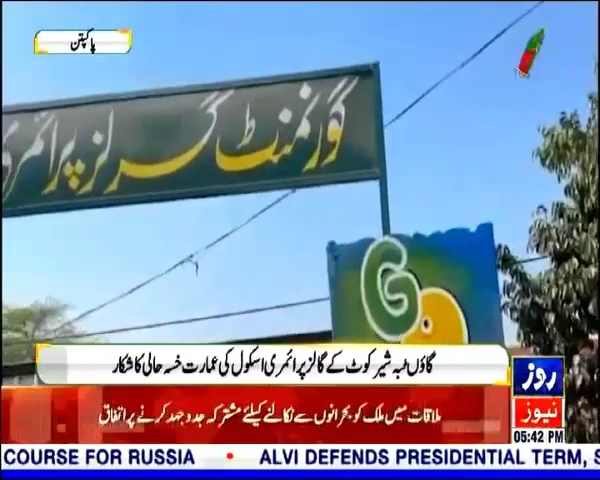 پاکپتن
گورنمنٹ گرلز پرائمری
G
گاؤں ٹبہ شیر کوٹ کے گرلز پرائمری اسکول کی عمارت خستہ حالی کا شکار
ملاقات میں ملک کو بحرانوں سے نکالنے کیلئے مشترکہ جدوجہد کرنے پر اتفاق
روز
نیوز
05:42 PM
COURSE FOR RUSSIA • ALVI DEFENDS PRESIDENTIAL TERM, S